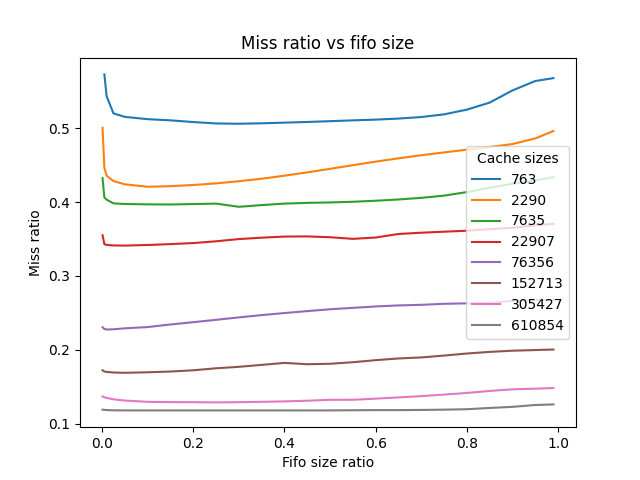 Miss ratio vs fifo size
Miss ratio
0.5
0.4
0.3
0.2
0.1
Cache sizes
763
2290
7635
22907
76356
152713
305427
610854
0.0 0.2 0.4 0.6 0.8 1.0
Fifo size ratio